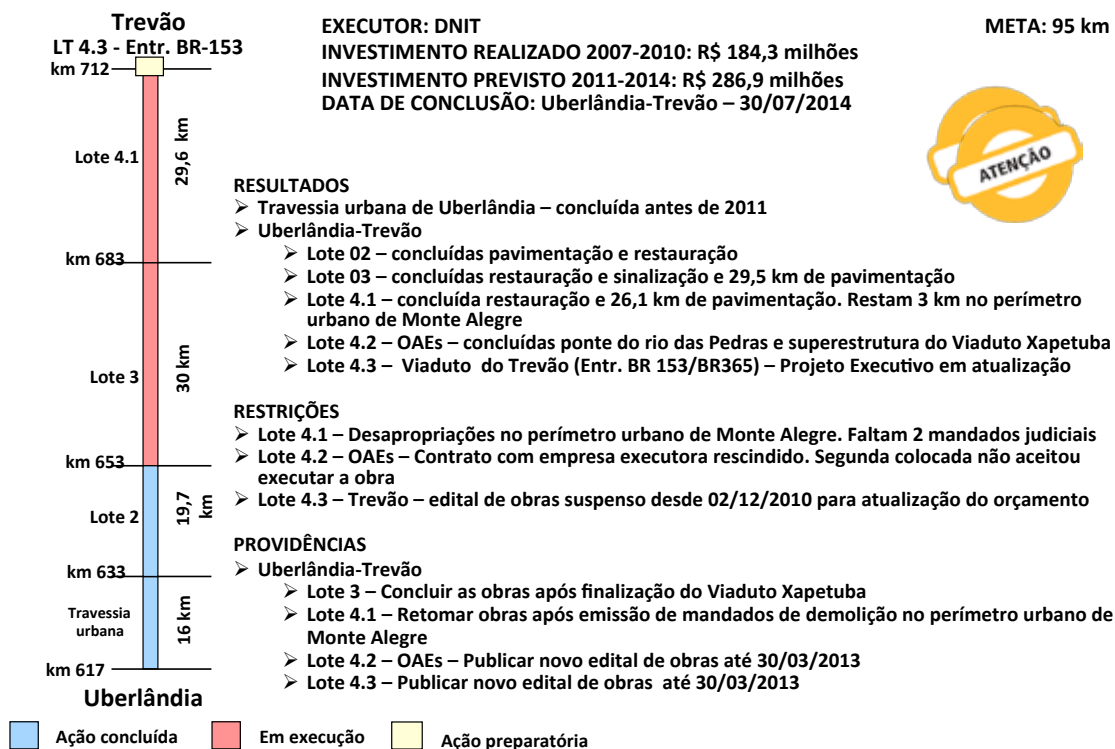 Trevão
LT 4.3 - Entr. BR-153
km 712
Lote 4.1
29,6 km
km 683
Lote 3
30 km
km 653
Lote 2
19,7
km
km 633
Travessia
urbana
16 km
km 617
Uberlândia
EXECUTOR: DNIT
META: 95 km
INVESTIMENTO REALIZADO 2007-2010: R$ 184,3 milhões
INVESTIMENTO PREVISTO 2011-2014: R$ 286,9 milhões
DATA DE CONCLUSÃO: Uberlândia-Trevão – 30/07/2014
ATENÇÃO
RESULTADOS
➢ Travessia urbana de Uberlândia – concluída antes de 2011
➢ Uberlândia-Trevão
➢ Lote 02 – concluídas pavimentação e restauração
➢ Lote 03 – concluídas restauração e sinalização e 29,5 km de pavimentação
➢ Lote 4.1 – concluída restauração e 26,1 km de pavimentação. Restam 3 km no perímetro
urbano de Monte Alegre
➢ Lote 4.2 – OAEs – concluídas ponte do rio das Pedras e superestrutura do Viaduto Xapetuba
➢ Lote 4.3 – Viaduto do Trevão (Entr. BR 153/BR365) – Projeto Executivo em atualização
RESTRIÇÕES
➢ Lote 4.1 – Desapropriações no perímetro urbano de Monte Alegre. Faltam 2 mandados judiciais
➢ Lote 4.2 – OAEs – Contrato com empresa executora rescindido. Segunda colocada não aceitou
executar a obra
➢ Lote 4.3 – Trevão – edital de obras suspenso desde 02/12/2010 para atualização do orçamento
PROVIDÊNCIAS
➢ Uberlândia-Trevão
➢ Lote 3 – Concluir as obras após finalização do Viaduto Xapetuba
➢ Lote 4.1 – Retomar obras após emissão de mandados de demolição no perímetro urbano de
Monte Alegre
➢ Lote 4.2 – OAEs – Publicar novo edital de obras até 30/03/2013
➢ Lote 4.3 – Publicar novo edital de obras até 30/03/2013
Ação concluída
Em execução
Ação preparatória